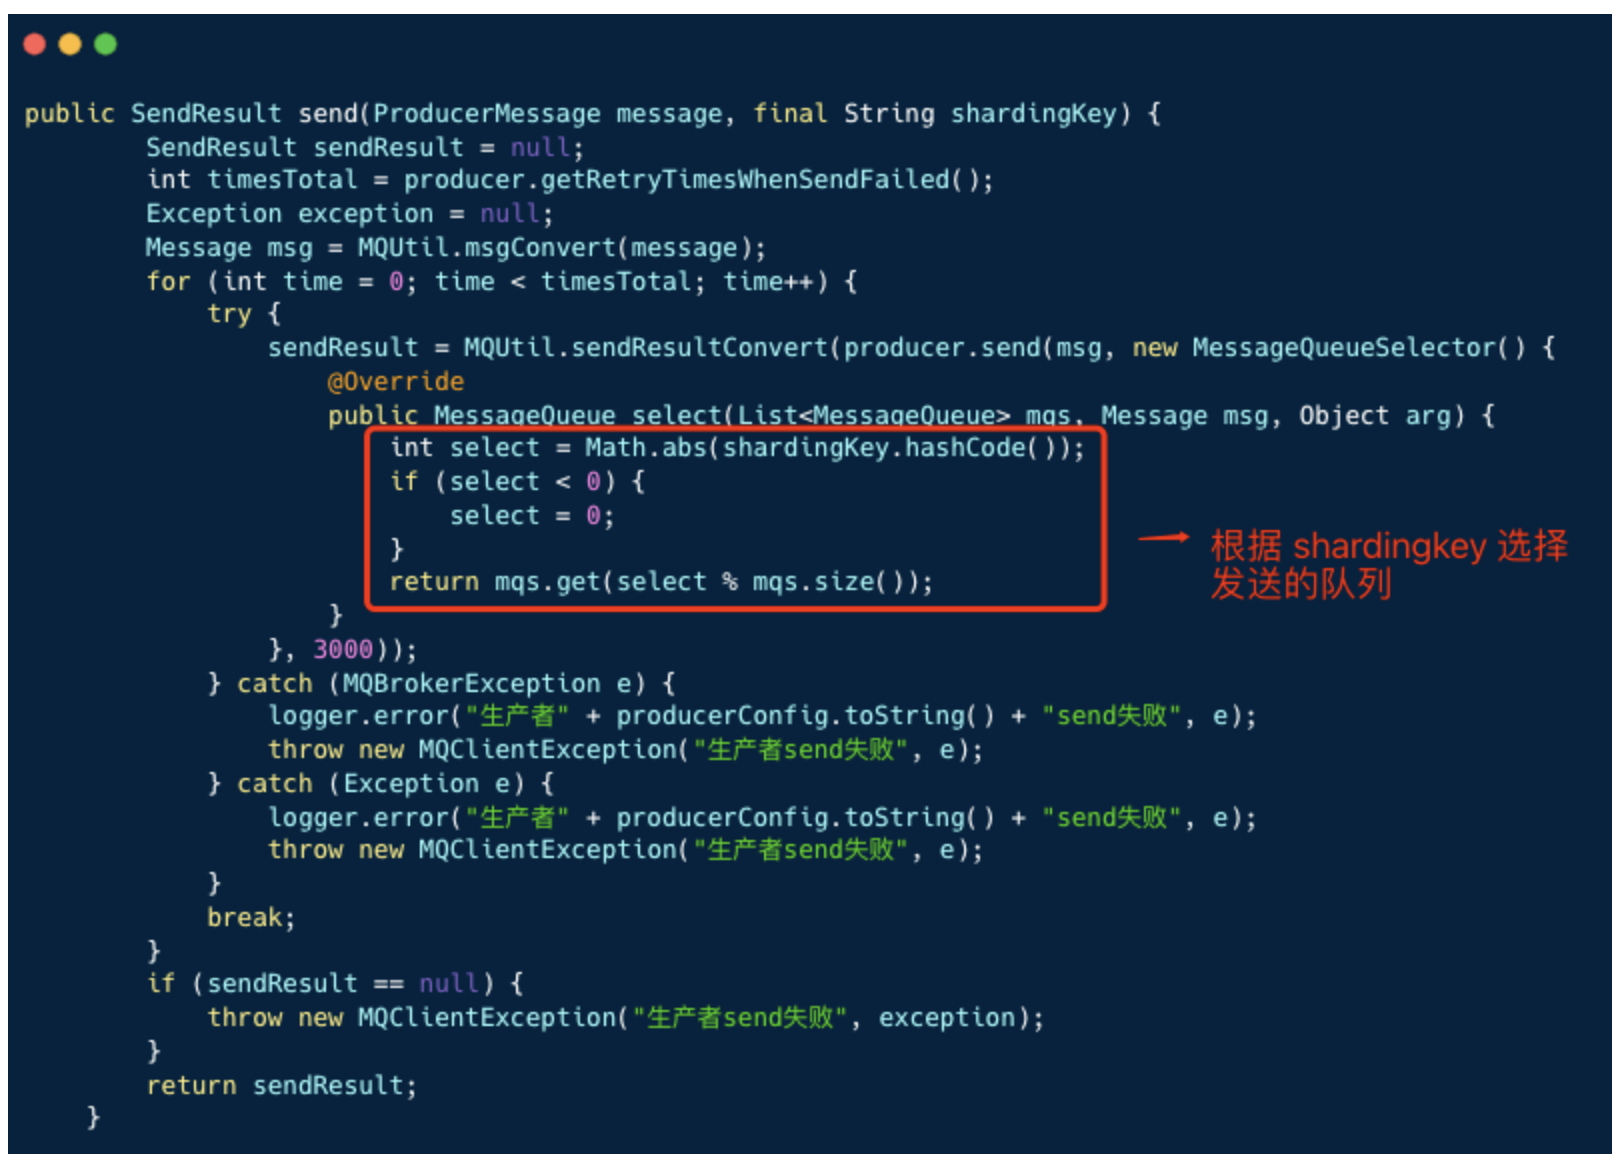 public SendResult send(ProducerMessage message, final String shardingKey) {
SendResult sendResult = null;
int timesTotal = producer.getRetryTimesWhenSendFailed();
Exception exception = null;
Message msg = MQUtil.msgConvert(message);
for (int time = 0; time < timesTotal; time++) {
try {
sendResult = MQUtil.sendResultConvert(producer.send(msg, new MessageQueueSelector() {
@Override
public MessageQueue select(List<MessageQueue> mqs, Message msg, Object arg) {
int select = Math.abs(shardingKey.hashCode());
if (select < 0) {
select = 0;
}
return mqs.get(select % mqs.size());
}
}, 3000));
} catch (MQBrokerException e) {
logger.error("生产者" + producerConfig.toString() + "send失败", e);
throw new MQClientException("生产者send失败", e);
} catch (Exception e) {
logger.error("生产者" + producerConfig.toString() + "send失败", e);
throw new MQClientException("生产者send失败", e);
}
break;
}
if (sendResult == null) {
throw new MQClientException("生产者send失败", exception);
}
return sendResult;
}
根据 shardingkey 选择
发送的队列